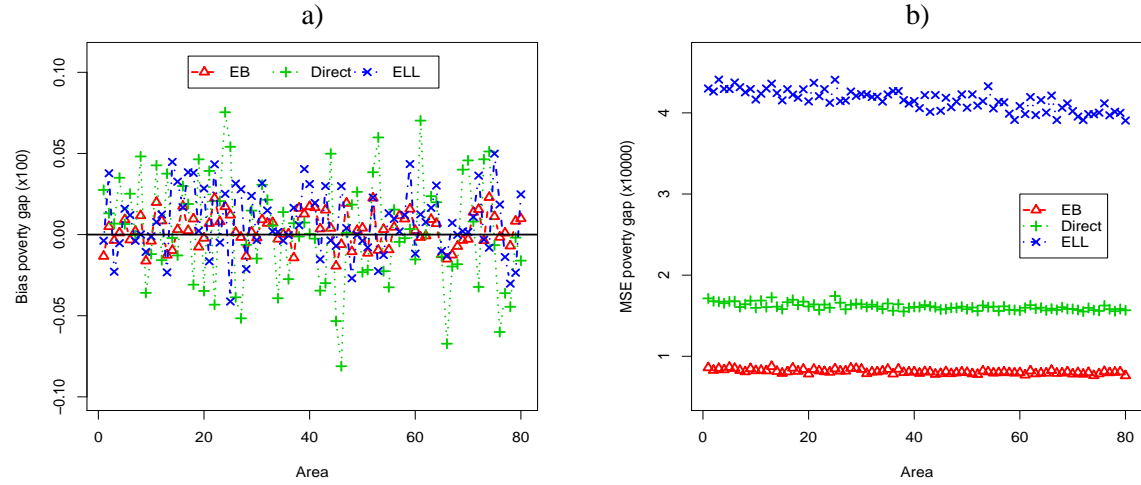 a)
EB Direct ELL
Bias poverty gap (x100)
0.10
0.05
0.00
−0.05
−0.10
0 20 40 60 80
Area
b)
EB
Direct
ELL
MSE poverty gap (x10000)
4
3
2
1
0 20 40 60 80
Area